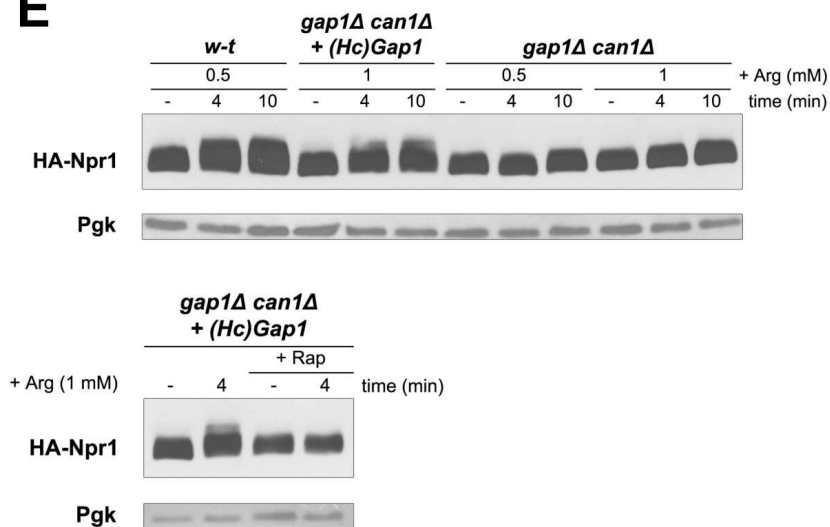 E
w-t
gap1Δ can1Δ
+ (Hc)Gap1
gap1Δ can1Δ
0.5 1 0.5 1 + Arg (mM)
- 4 10 - 4 10 - 4 10 - 4 10 time (min)
HA-Npr1
Pgk
gap1Δ can1Δ
+ (Hc)Gap1
+ Rap
+ Arg (1 mM) - 4 - 4 time (min)
HA-Npr1
Pgk